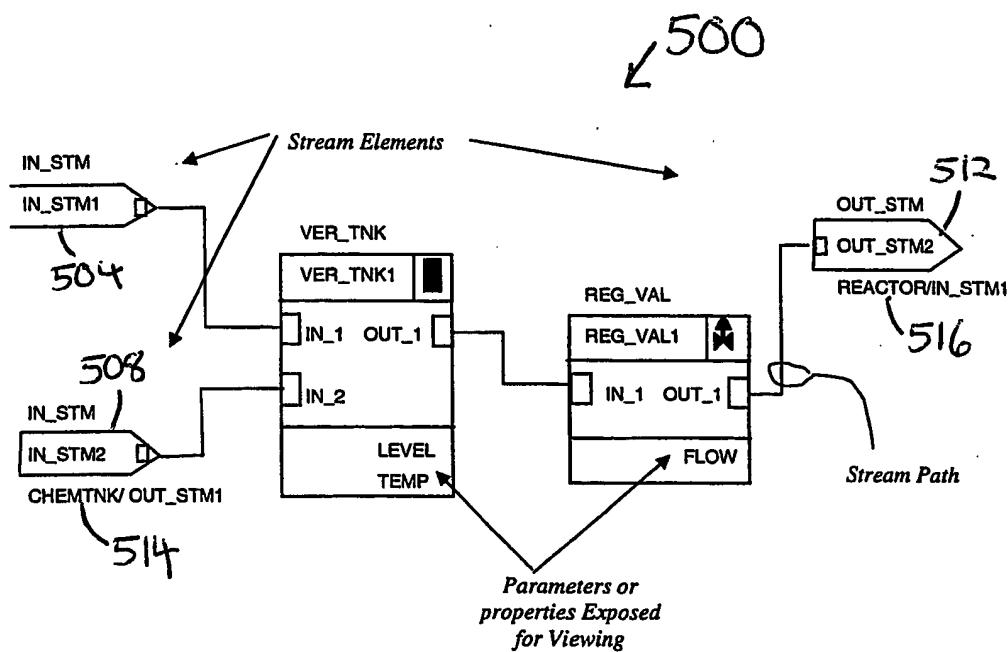 500
Stream Elements
IN_STM
IN_STM1
504
VER_TNK
VER_TNK1
IN_1 OUT_1
IN_2
LEVEL
TEMP
508
IN_STM
IN_STM2
CHEMTNK/ OUT_STM1
514
REG_VAL
REG_VAL1
IN_1 OUT_1
FLOW
512
OUT_STM
OUT_STM2
REACTOR/IN_STM1
516
Stream Path
Parameters or
properties Exposed
for Viewing